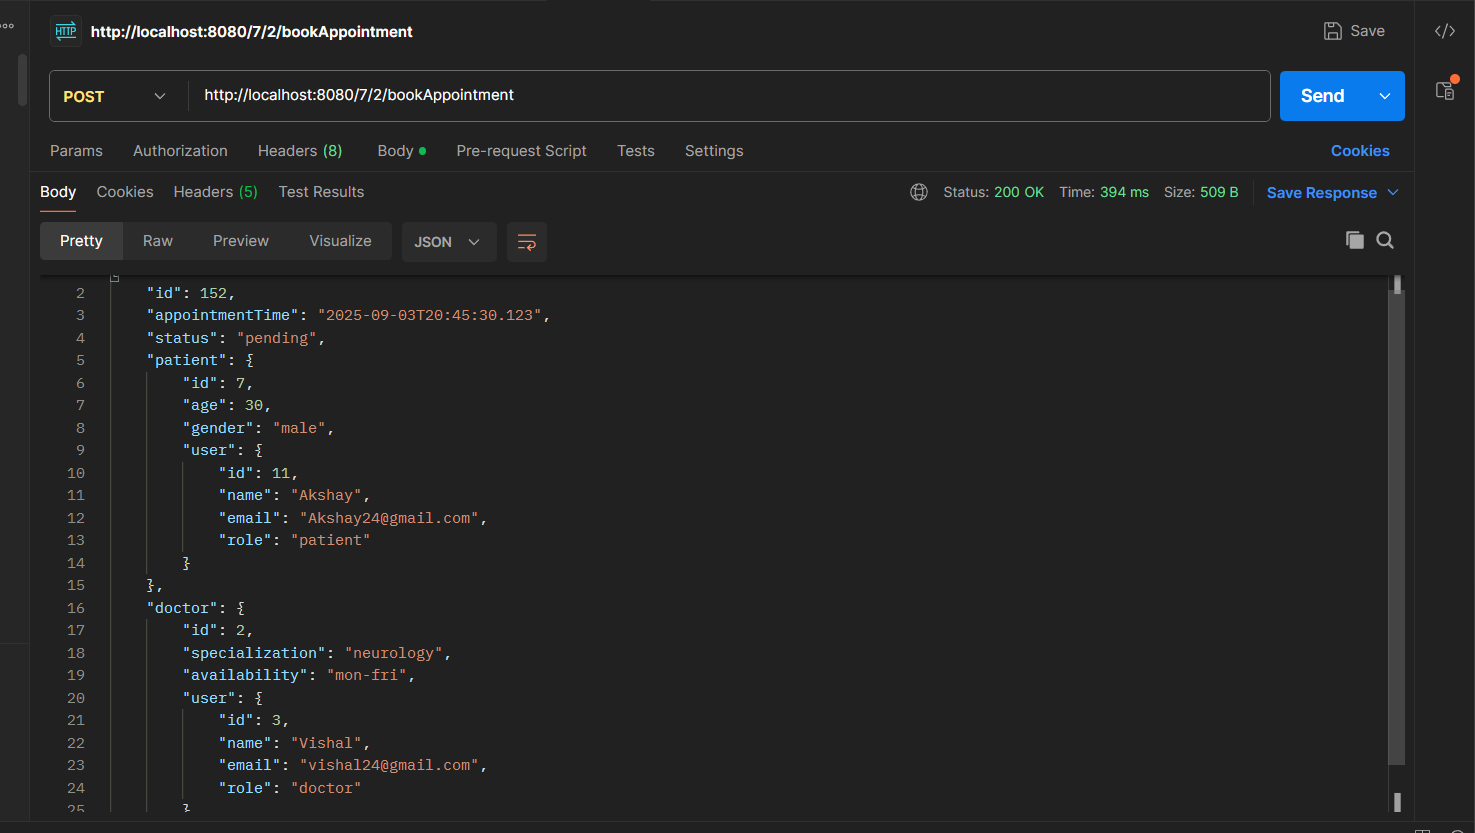 HTTP http://localhost:8080/7/2/bookAppointment Save
POST http://localhost:8080/7/2/bookAppointment Send
Params Authorization Headers (8) Body Pre-request Script Tests Settings Cookies
Body Cookies Headers (5) Test Results Status: 200 OK Time: 394 ms Size: 509 B Save Response
Pretty Raw Preview Visualize JSON
2 "id": 152,
3 "appointmentTime": "2025-09-03T20:45:30.123",
4 "status": "pending",
5 "patient": {
6 "id": 7,
7 "age": 30,
8 "gender": "male",
9 "user": {
10 "id": 11,
11 "name": "Akshay",
12 "email": "Akshay24@gmail.com",
13 "role": "patient"
14 }
15 },
16 "doctor": {
17 "id": 2,
18 "specialization": "neurology",
19 "availability": "mon-fri",
20 "user": {
21 "id": 3,
22 "name": "Vishal",
23 "email": "vishal24@gmail.com",
24 "role": "doctor"
25 }